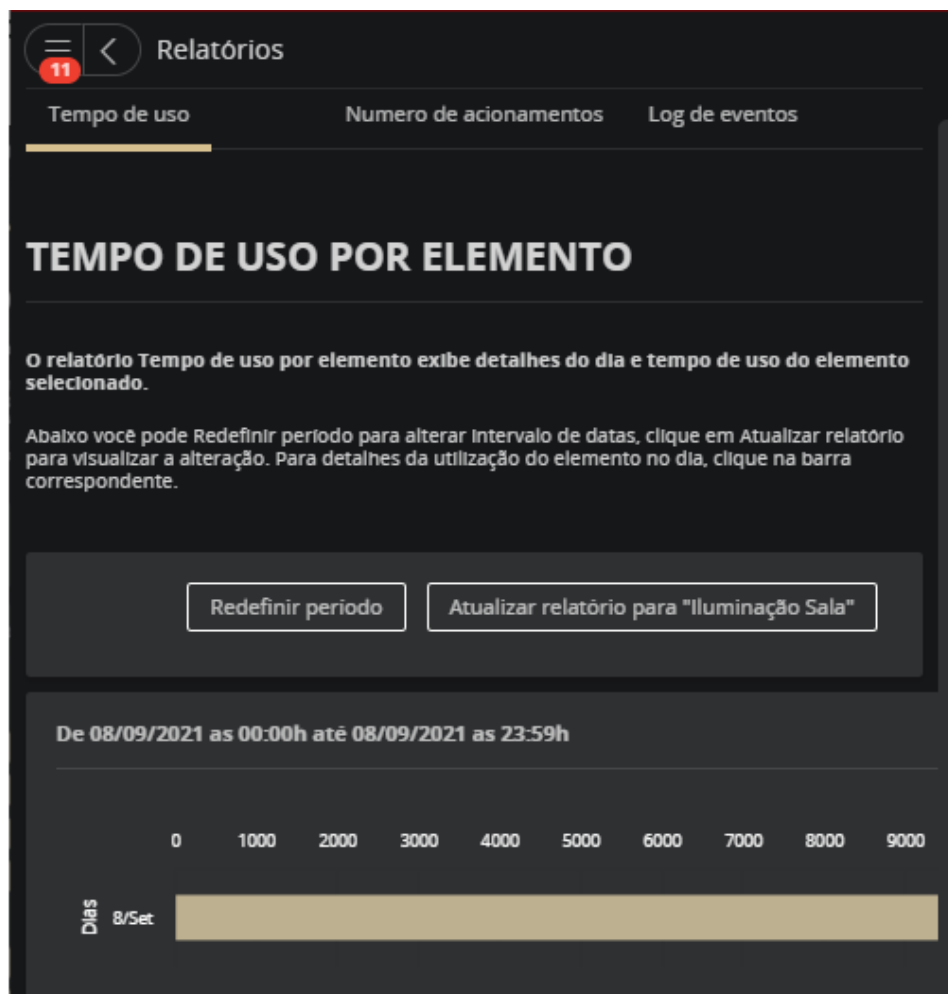 11
Relatórios
Tempo de uso Numero de acionamentos Log de eventos
TEMPO DE USO POR ELEMENTO
O relatório Tempo de uso por elemento exibe detalhes do dia e tempo de uso do elemento
selecionado.
Abaixo você pode Redefinir período para alterar intervalo de datas, clique em Atualizar relatório
para visualizar a alteração. Para detalhes da utilização do elemento no dia, clique na barra
correspondente.
Redefinir periodo Atualizar relatório para "Iluminação Sala"
De 08/09/2021 as 00:00h até 08/09/2021 as 23:59h
0 1000 2000 3000 4000 5000 6000 7000 8000 9000
Dias
8/Set